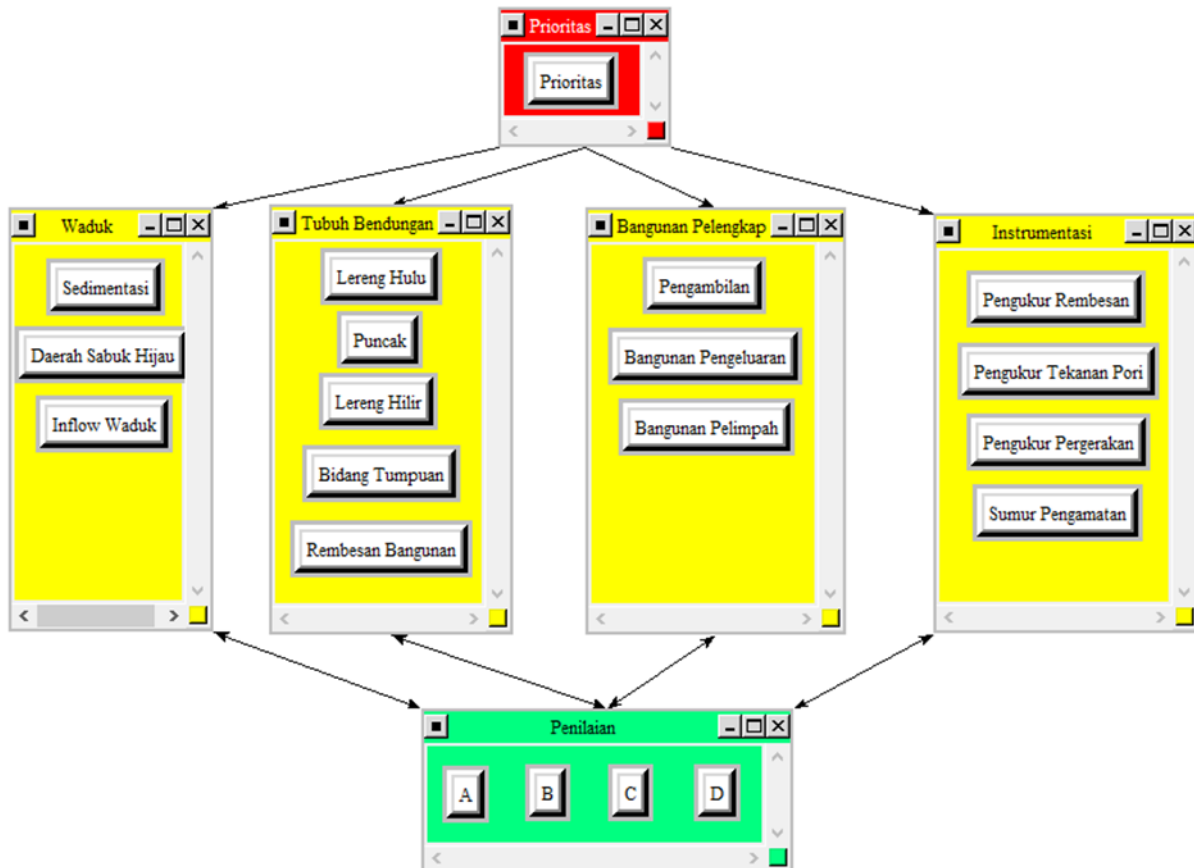 Prioritas
Prioritas
Waduk
Sedimentasi
Daerah Sabuk Hijau
Inflow Waduk
Tubuh Bendungan
Lereng Hulu
Puncak
Lereng Hilir
Bidang Tumpuan
Rembesan Bangunan
Bangunan Pelengkap
Pengambilan
Bangunan Pengeluaran
Bangunan Pelimpah
Instrumentasi
Pengukur Rembesan
Pengukur Tekanan Pori
Pengukur Pergerakan
Sumur Pengamatan
Penilaian
A B C D